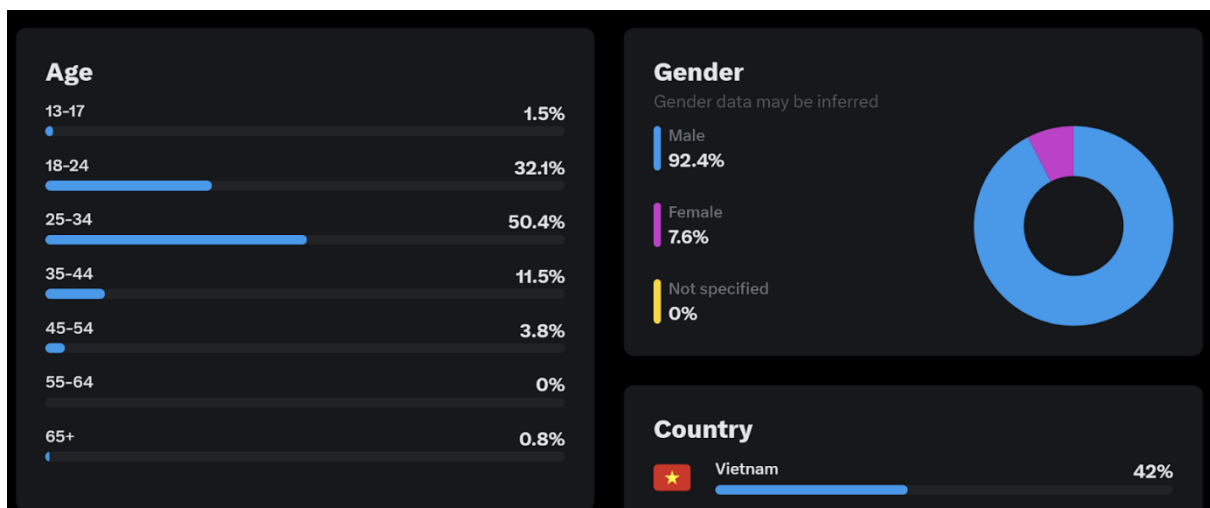 Age
13-17
1.5%
18-24
32.1%
25-34
50.4%
35-44
11.5%
45-54
3.8%
55-64
0%
65+
0.8%
Gender
Gender data may be inferred
Male
92.4%
Female
7.6%
Not specified
0%
Country
Vietnam
42%